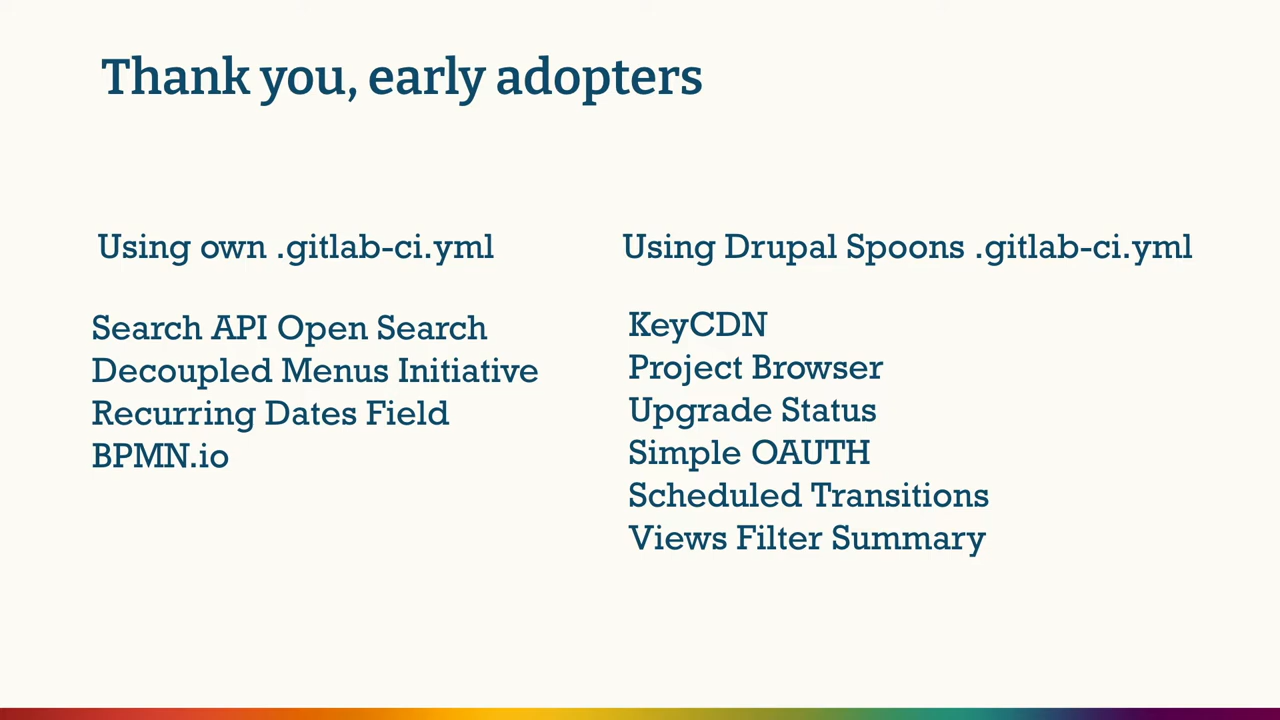 Thank you, early adopters
Using own .gitlab-ci.yml
Search API Open Search
Decoupled Menus Initiative
Recurring Dates Field
BPMN.io
Using Drupal Spoons .gitlab-ci.yml
KeyCDN
Project Browser
Upgrade Status
Simple OAUTH
Scheduled Transitions
Views Filter Summary